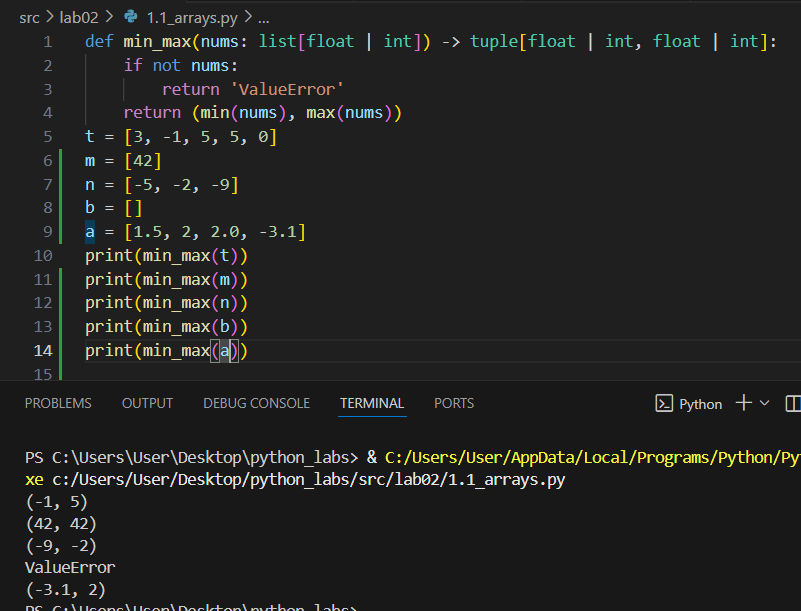 src > lab02 > 1.1_arrays.py > ...
1 def min_max(nums: list[float | int]) -> tuple[float | int, float | int]:
2 if not nums:
3 return 'ValueError'
4 return (min(nums), max(nums))
5 t = [3, -1, 5, 5, 0]
6 m = [42]
7 n = [-5, -2, -9]
8 b = []
9 a = [1.5, 2, 2.0, -3.1]
10 print(min_max(t))
11 print(min_max(m))
12 print(min_max(n))
13 print(min_max(b))
14 print(min_max(a))
15
PROBLEMS OUTPUT DEBUG CONSOLE TERMINAL PORTS Python
PS C:\Users\User\Desktop\python_labs> & C:/Users/User/AppData/Local/Programs/Python/Py
xe c:/Users/User/Desktop/python_labs/src/lab02/1.1_arrays.py
(-1, 5)
(42, 42)
(-9, -2)
ValueError
(-3.1, 2)
PS C:\Users\User\Desktop\python_labs>